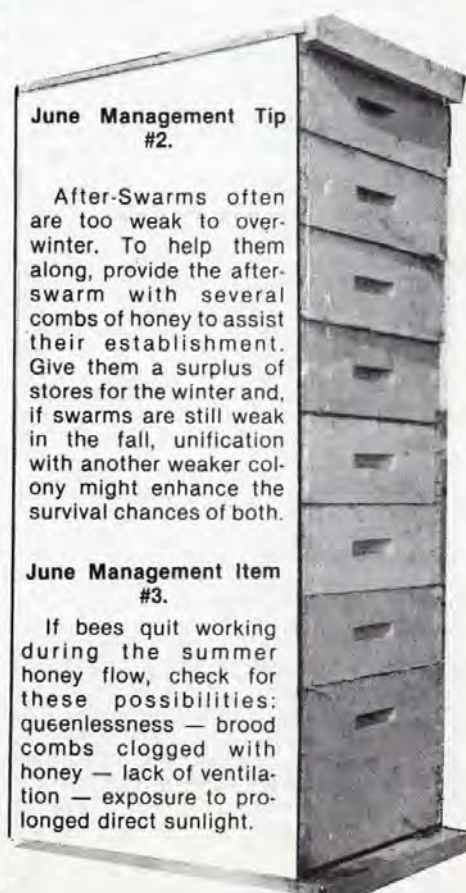 June Management Tip
#2.
After-Swarms often
are too weak to over-
winter. To help them
along, provide the after-
swarm with several
combs of honey to assist
their establishment.
Give them a surplus of
stores for the winter and,
if swarms are still weak
in the fall, unification
with another weaker col-
ony might enhance the
survival chances of both.
June Management Item
#3.
If bees quit working
during the summer
honey flow, check for
these possibilities:
queenlessness — brood
combs clogged with
honey — lack of ventila-
tion — exposure to pro-
longed direct sunlight.